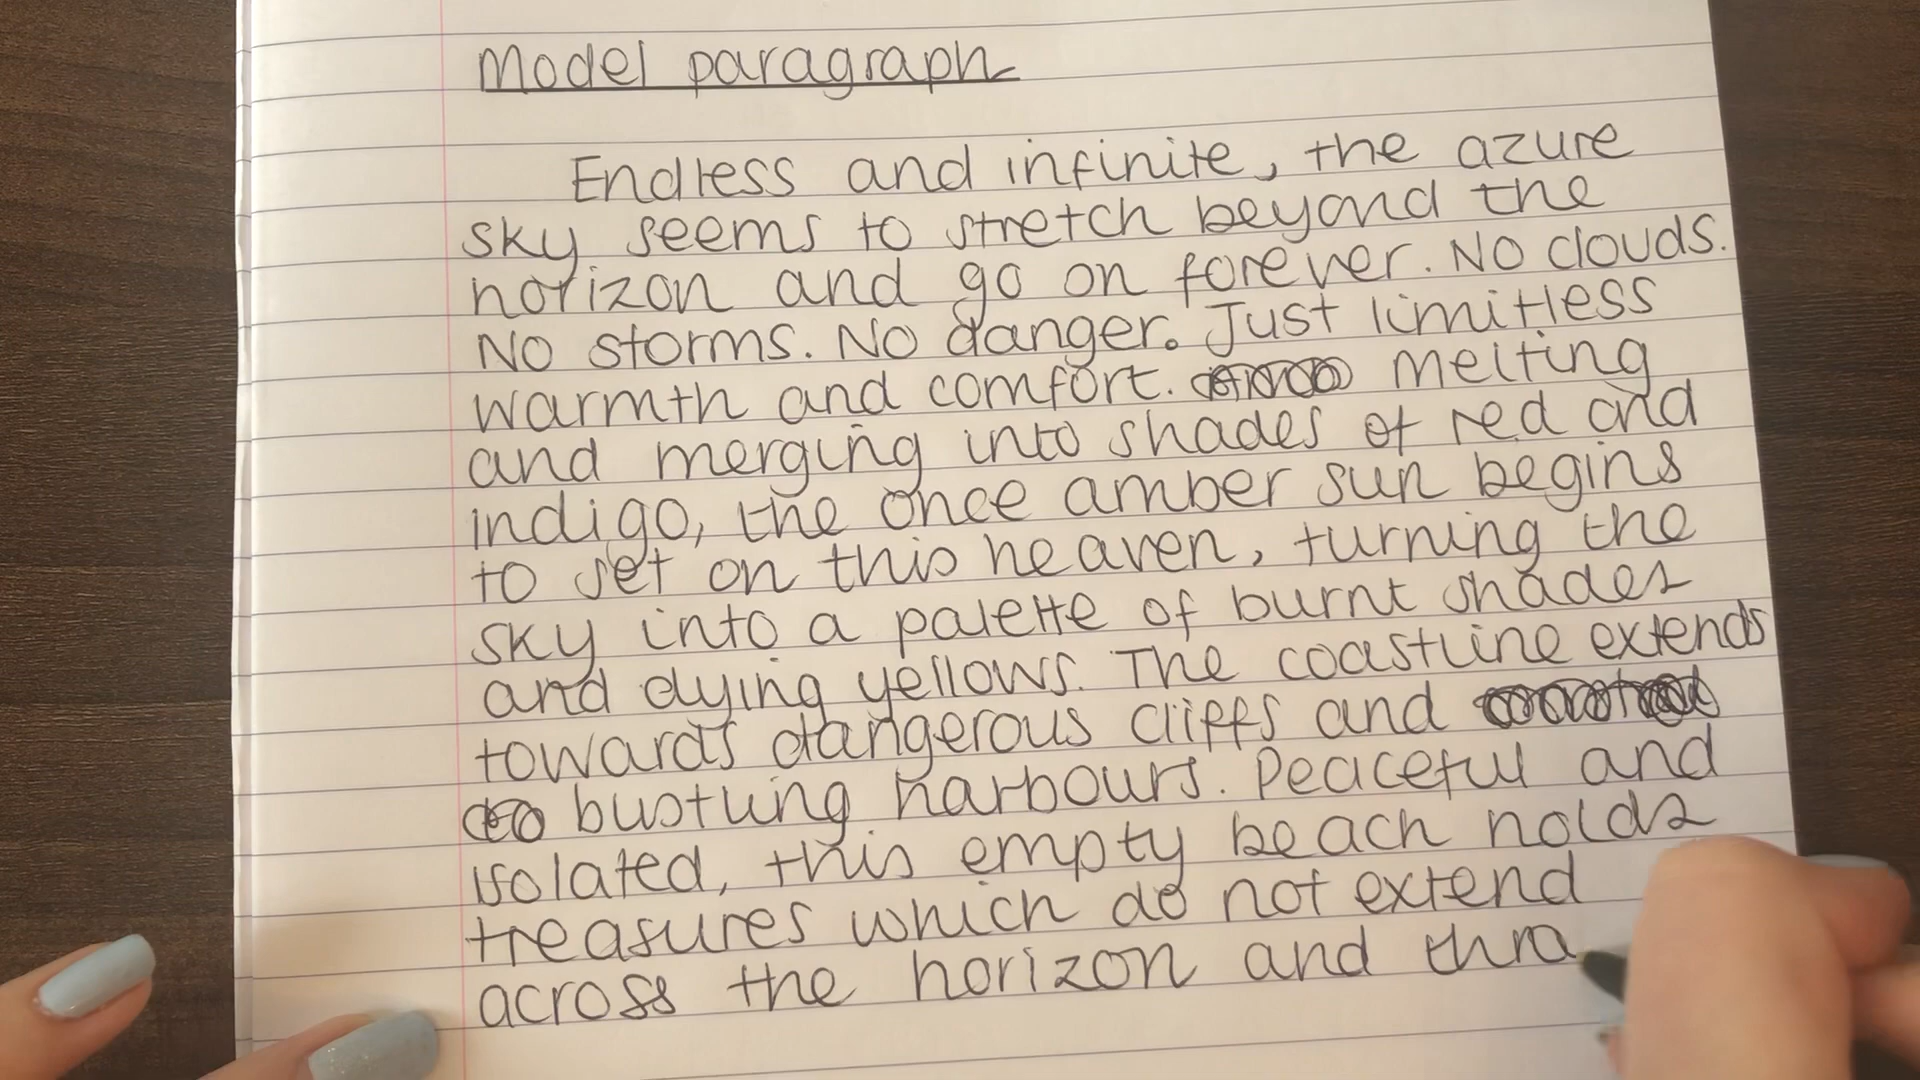 Model paragraph
Endless and infinite, the azure
sky seems to stretch beyond the
horizon and go on forever. No clouds.
No storms. No danger. Just limitless
warmth and comfort. Melting
and merging into shades of red and
indigo, the once amber sun begins
to set on this heaven, turning the
sky into a palette of burnt shades
and dying yellows. The coastline extends
towards dangerous cliffs and
bustling harbours. Peaceful and
isolated, this empty beach holds
treasures which do not extend
across the horizon and thro